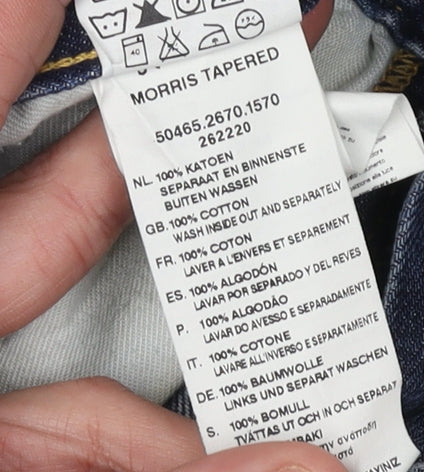 40
MORRIS TAPERED
50465.2670.1570
262220
NL. 100% KATOEN
SEPARAAT EN BINNENSTE
BUITEN WASSEN
GB. 100% COTTON
WASH INSIDE OUT AND SEPARATELY
FR. 100% COTON
LAVER A L'ENVERS ET SEPAREMENT
ES. 100% ALGODÓN
LAVAR POR SEPARADO Y DEL REVES
P. 100% ALGODÃO
LAVAR DO AVESSO E SEPARADAMENTE
IT. 100% COTONE
LAVARE ALL'INVERSO E SEPARATAMENTE
DE. 100% BAUMWOLLE
LINKS UND SEPARAT WASCHEN
S. 100% BOMULL
TVÄTTAS UT OCH IN OCH SEPARAT